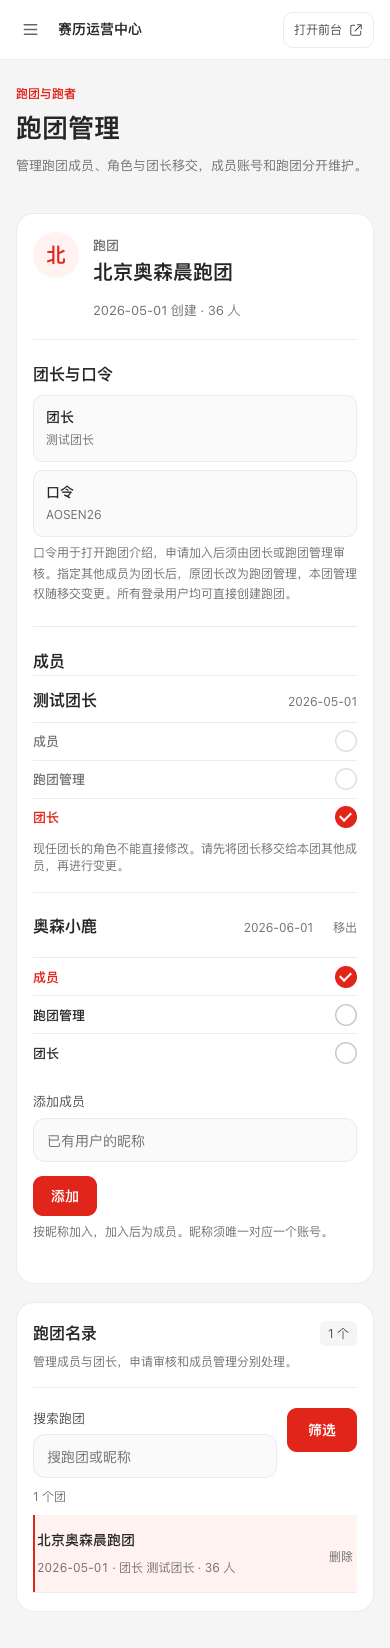 赛历运营中心
打开前台
跑团与跑者
跑团管理
管理跑团成员、角色与团长移交，成员账号和跑团分开维护。
北
跑团
北京奥森晨跑团
2026-05-01 创建 · 36 人
团长与口令
团长
测试团长
口令
AOSEN26
口令用于打开跑团介绍，申请加入后须由团长或跑团管理审
核。指定其他成员为团长后，原团长改为跑团管理，本团管理
权随移交变更。所有登录用户均可直接创建跑团。
成员
测试团长 2026-05-01
成员
跑团管理
团长
现任团长的角色不能直接修改。请先将团长移交给本团其他成
员，再进行变更。
奥森小鹿 2026-06-01 移出
成员
跑团管理
团长
添加成员
已有用户的昵称
添加
按昵称加入，加入后为成员。昵称须唯一对应一个账号。
跑团名录 1 个
管理成员与团长，申请审核和成员管理分别处理。
搜索跑团
搜跑团或昵称
筛选
1 个团
北京奥森晨跑团
2026-05-01 · 团长 测试团长 · 36 人
删除